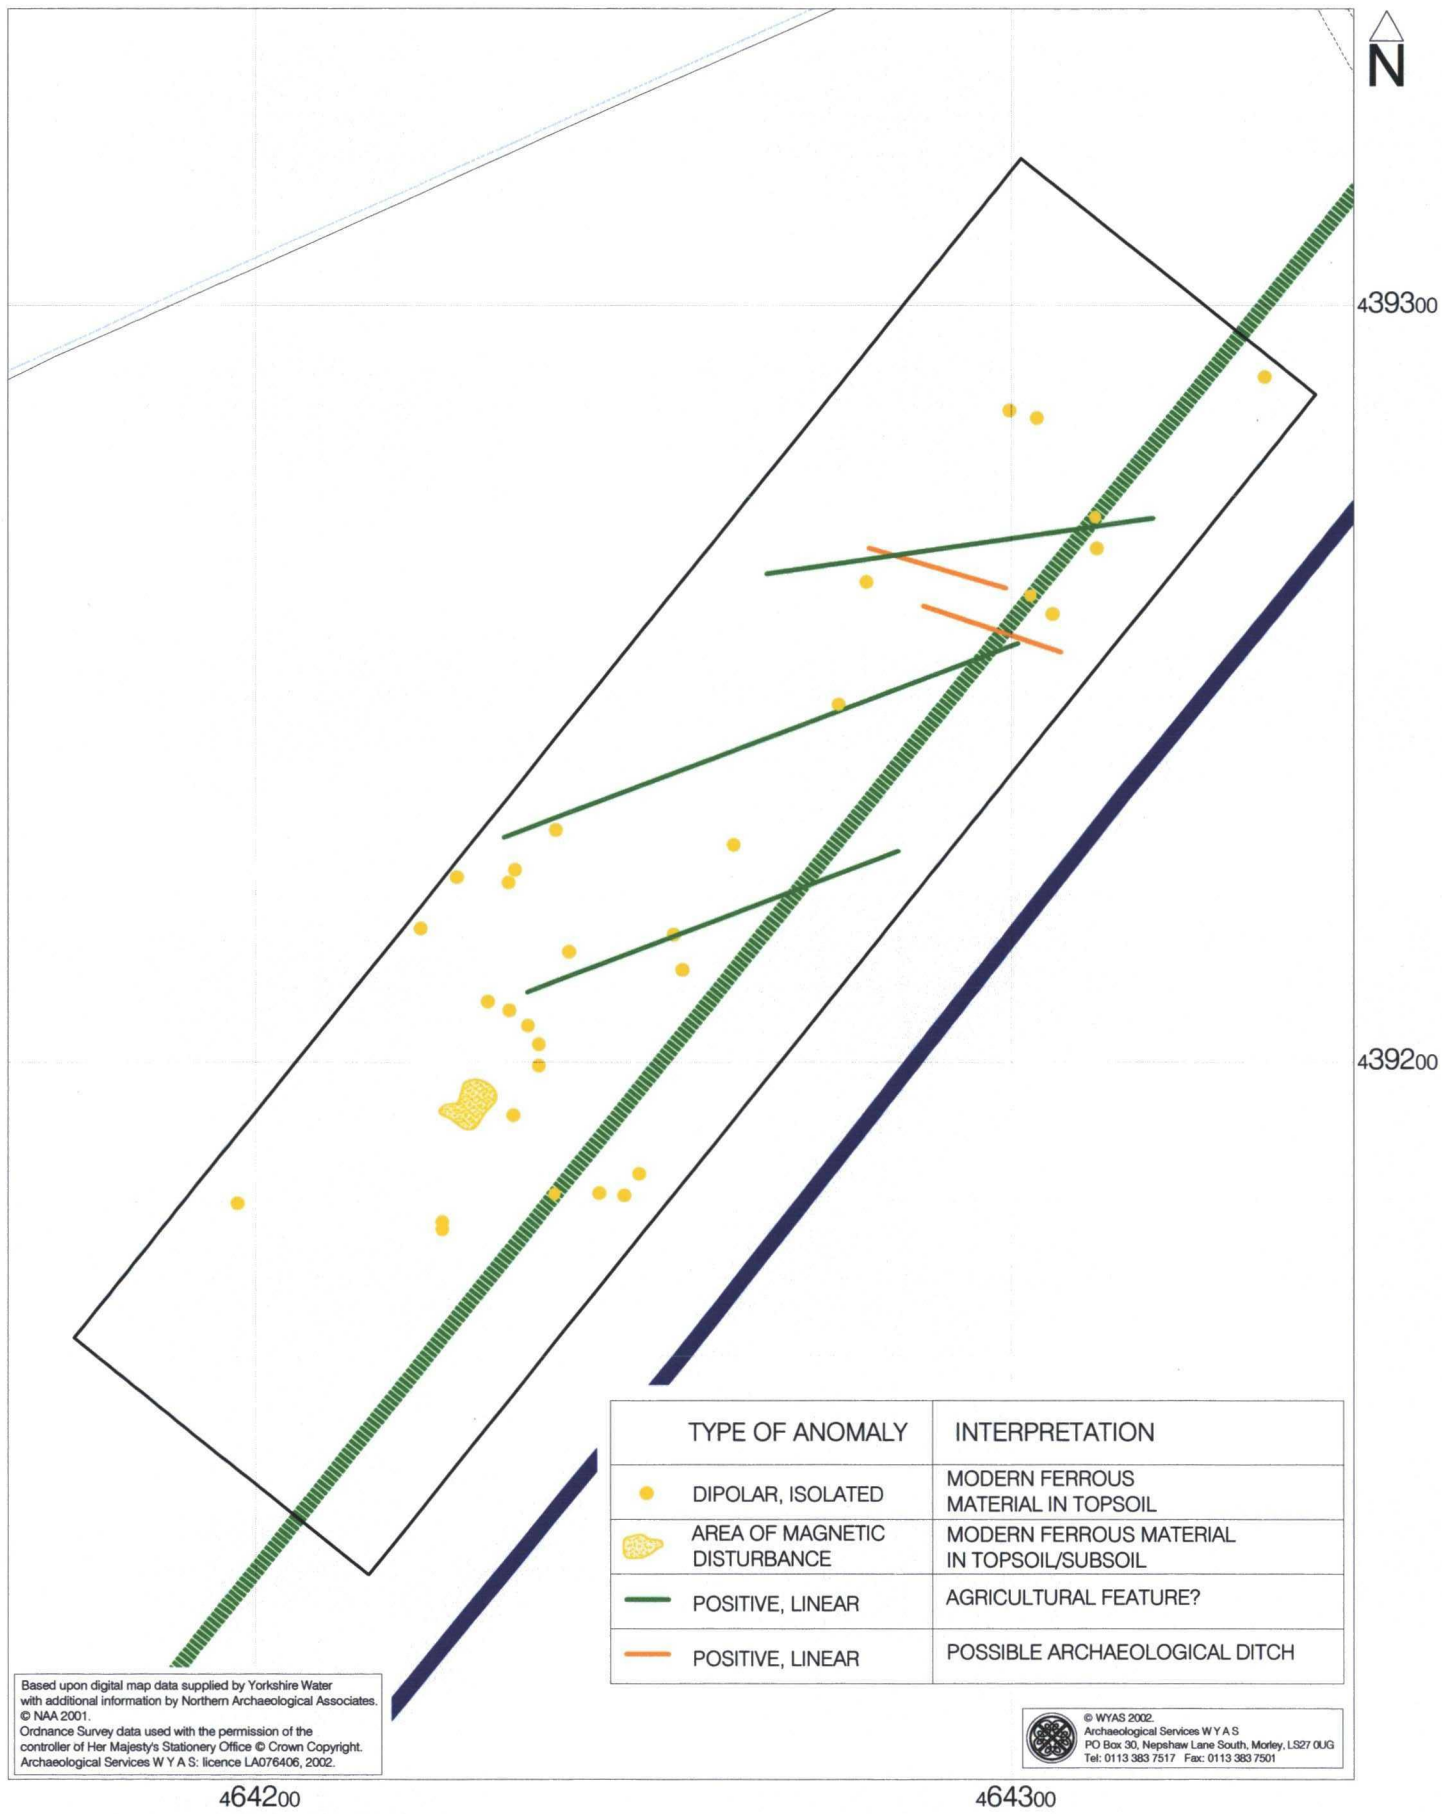 N
439300
439200
TYPE OF ANOMALY
INTERPRETATION
DIPOLAR, ISOLATED
MODERN FERROUS
MATERIAL IN TOPSOIL
AREA OF MAGNETIC
DISTURBANCE
MODERN FERROUS MATERIAL
IN TOPSOIL/SUBSOIL
POSITIVE, LINEAR
AGRICULTURAL FEATURE?
POSITIVE, LINEAR
POSSIBLE ARCHAEOLOGICAL DITCH
Based upon digital map data supplied by Yorkshire Water
with additional information by Northern Archaeological Associates.
© NAA 2001.
Ordnance Survey data used with the permission of the
controller of Her Majesty's Stationery Office © Crown Copyright.
Archaeological Services W Y A S: licence LA076406, 2002.
© WYAS 2002.
Archaeological Services W Y A S
PO Box 30, Nepshaw Lane South, Morley, LS27 0UG
Tel: 0113 383 7517 Fax: 0113 383 7501
464200
464300